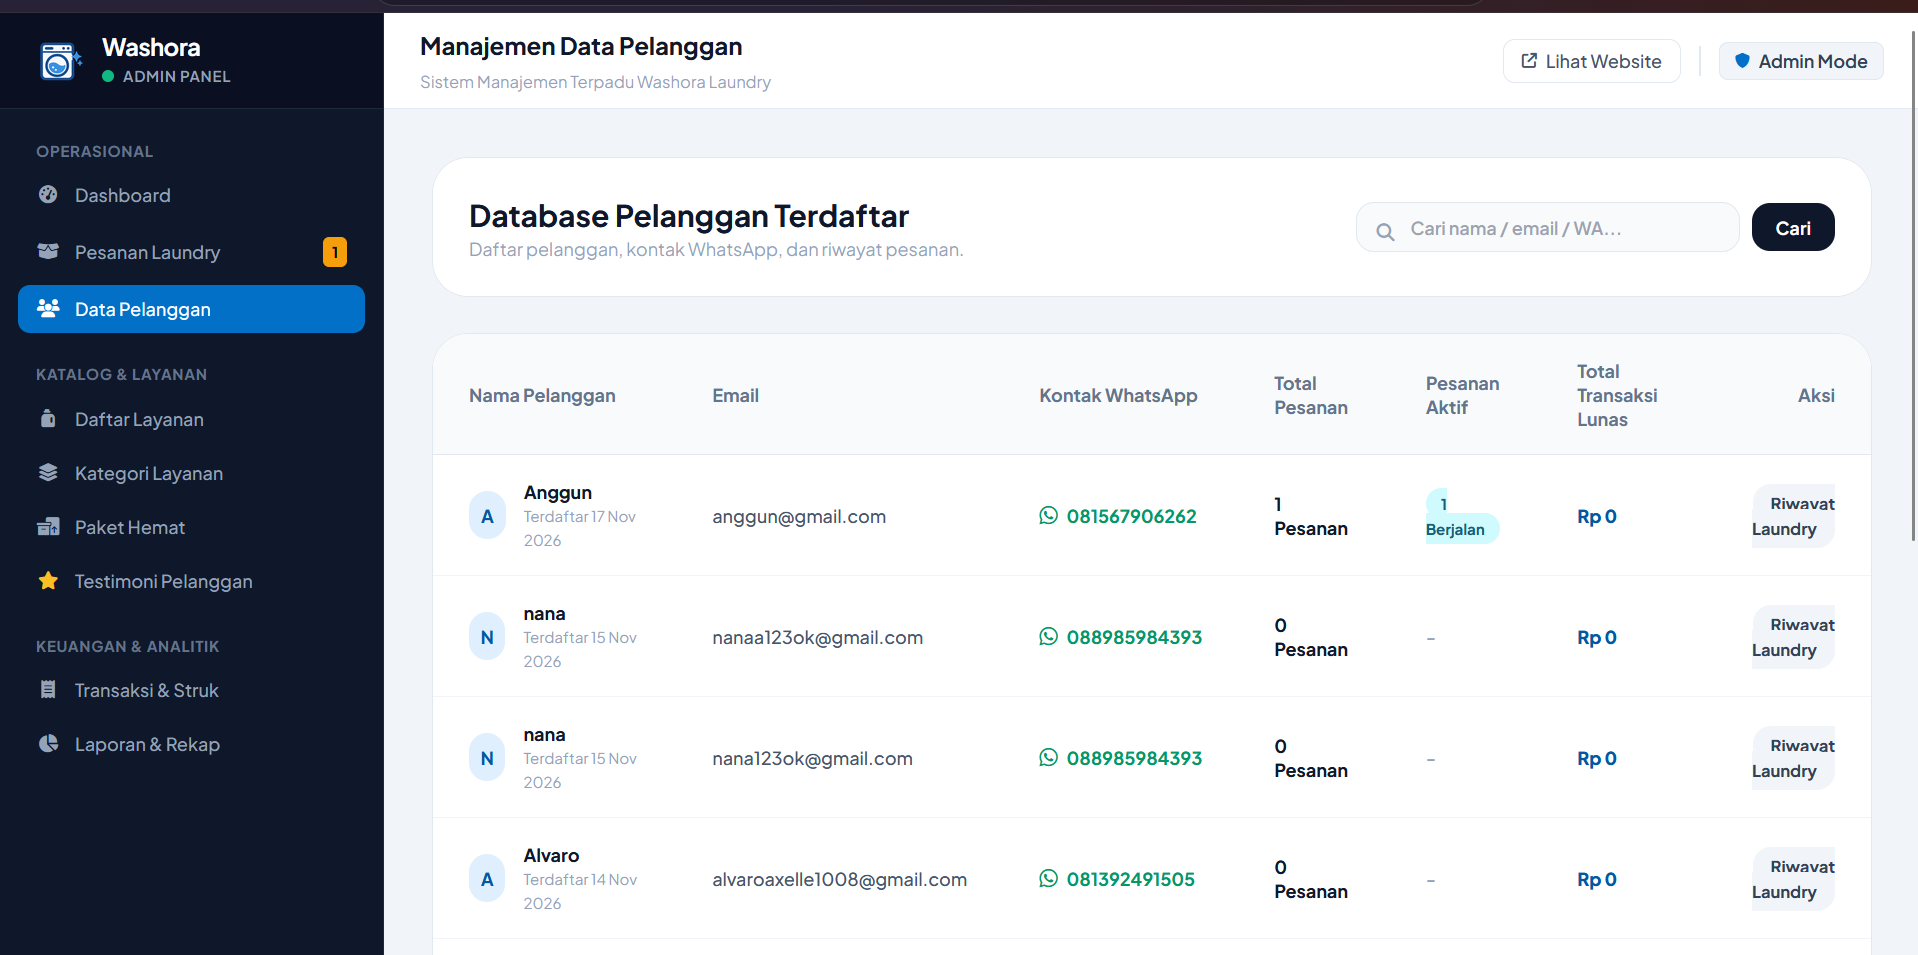 Washora
ADMIN PANEL
OPERASIONAL
Dashboard
Pesanan Laundry 1
Data Pelanggan
KATALOG & LAYANAN
Daftar Layanan
Kategori Layanan
Paket Hemat
Testimoni Pelanggan
KEUANGAN & ANALITIK
Transaksi & Struk
Laporan & Rekap
Manajemen Data Pelanggan
Sistem Manajemen Terpadu Washora Laundry
Lihat Website
Admin Mode
Database Pelanggan Terdaftar
Daftar pelanggan, kontak WhatsApp, dan riwayat pesanan.
Cari nama / email / WA...
Cari
Nama Pelanggan
Email
Kontak WhatsApp
Total
Pesanan
Pesanan
Aktif
Total
Transaksi
Lunas
Aksi
A
Anggun
Terdaftar 17 Nov
2026
anggun@gmail.com
081567906262
1
Pesanan
1
Berjalan
Rp 0
Riwayat
Laundry
N
nana
Terdaftar 15 Nov
2026
nanaa123ok@gmail.com
088985984393
0
Pesanan
-
Rp 0
Riwayat
Laundry
N
nana
Terdaftar 15 Nov
2026
nana123ok@gmail.com
088985984393
0
Pesanan
-
Rp 0
Riwayat
Laundry
A
Alvaro
Terdaftar 14 Nov
2026
alvaroaxelle1008@gmail.com
081392491505
0
Pesanan
-
Rp 0
Riwayat
Laundry